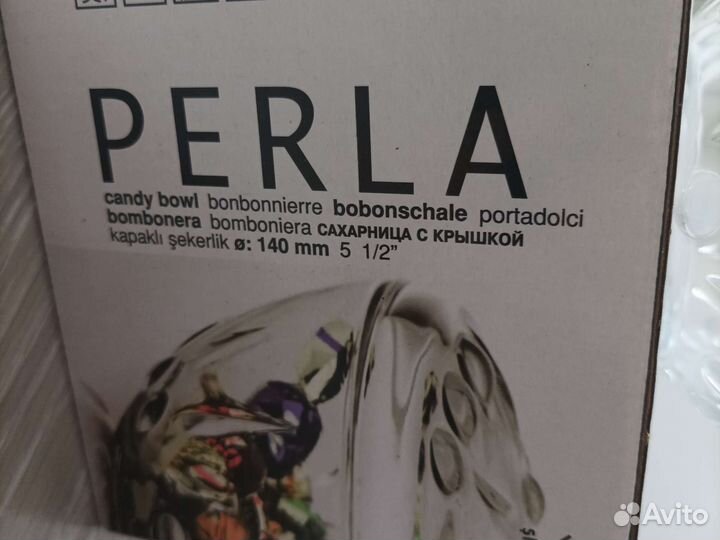 PERLA
candy bowl bonbonnierre bobonschale portadolci
bombonera bomboniera САХАРНИЦА С КРЫШКОЙ
kapaklı şekerlik ø: 140 mm 5 1/2"
Avito